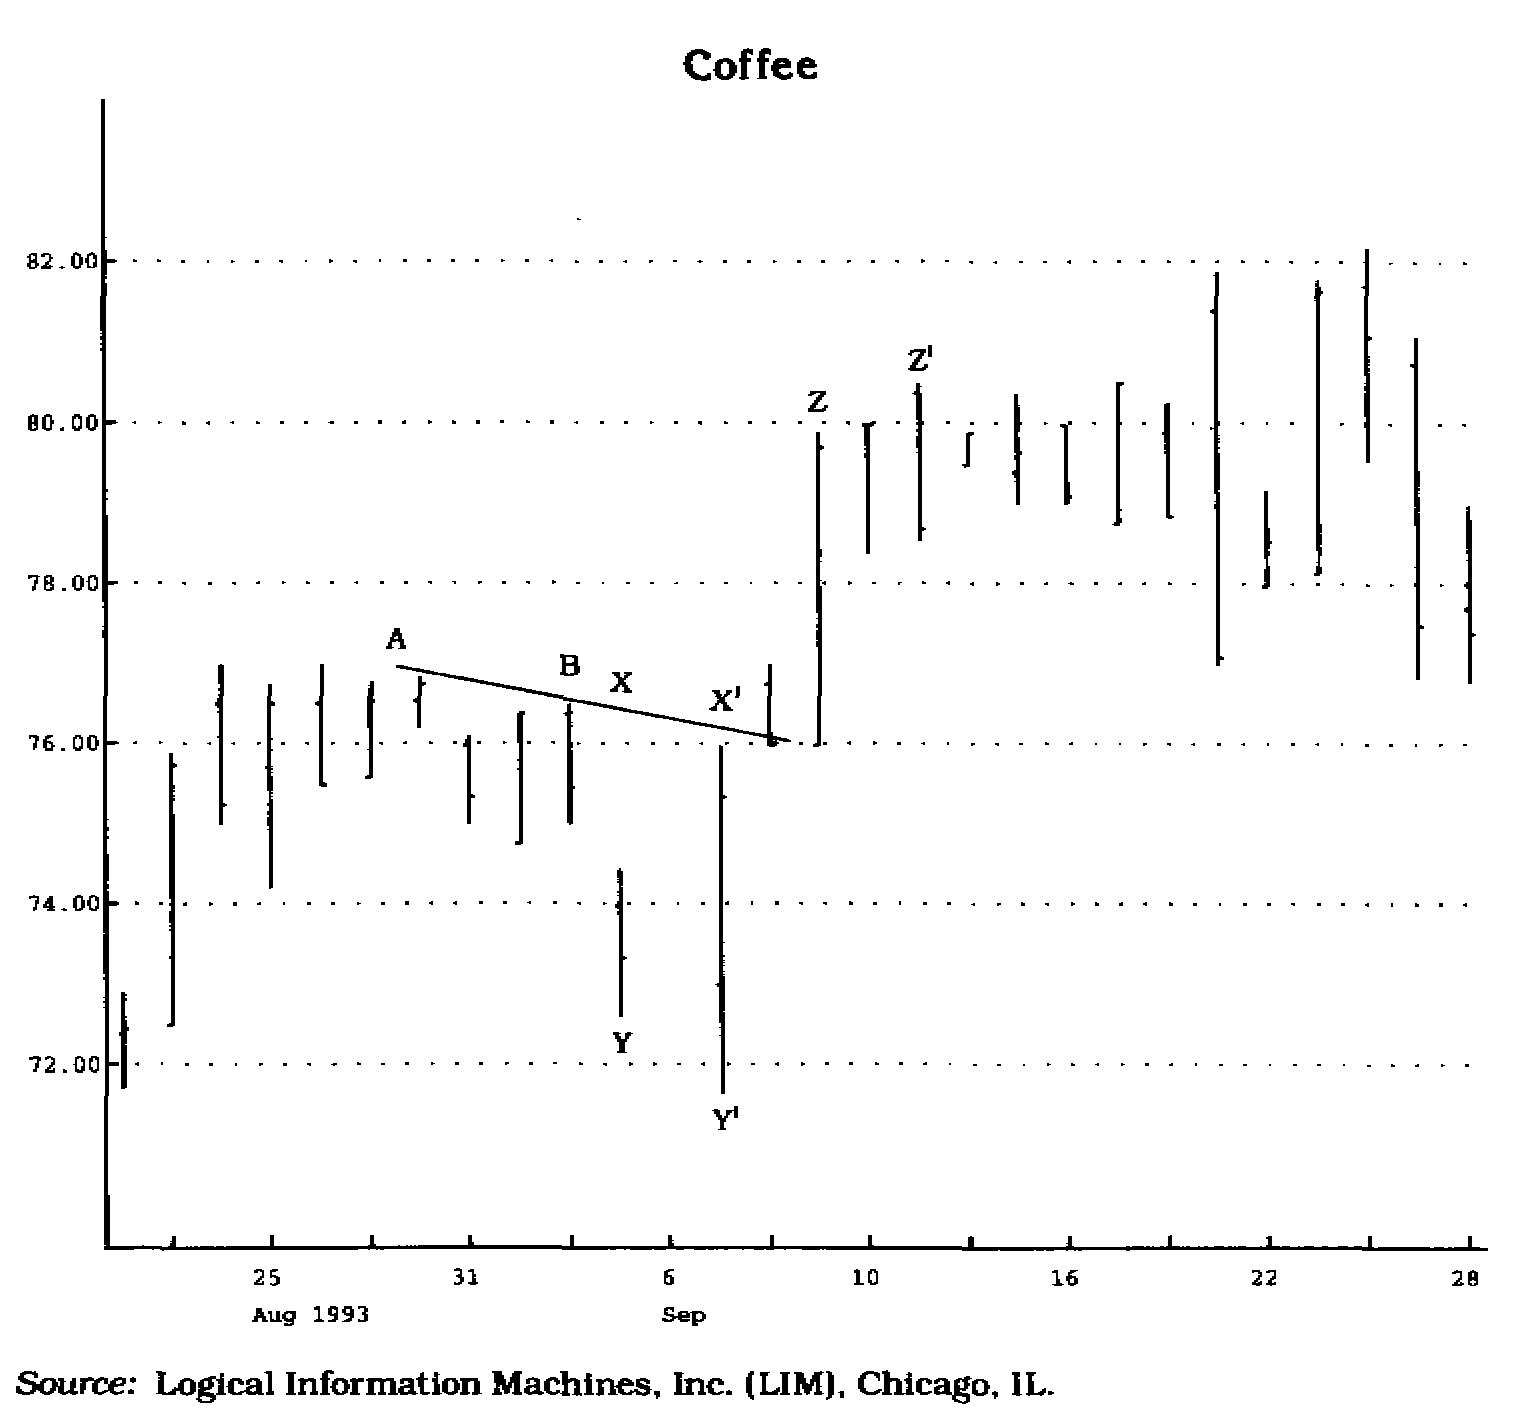 Coffee
82.00
Z'
Z
80.00
78.00
A
B
X
X'
76.00
74.00
Y
72.00
Y'
25 31 6 10 16 22 28
Aug 1993 Sep
Source: Logical Information Machines, Inc. (LIM), Chicago, IL.